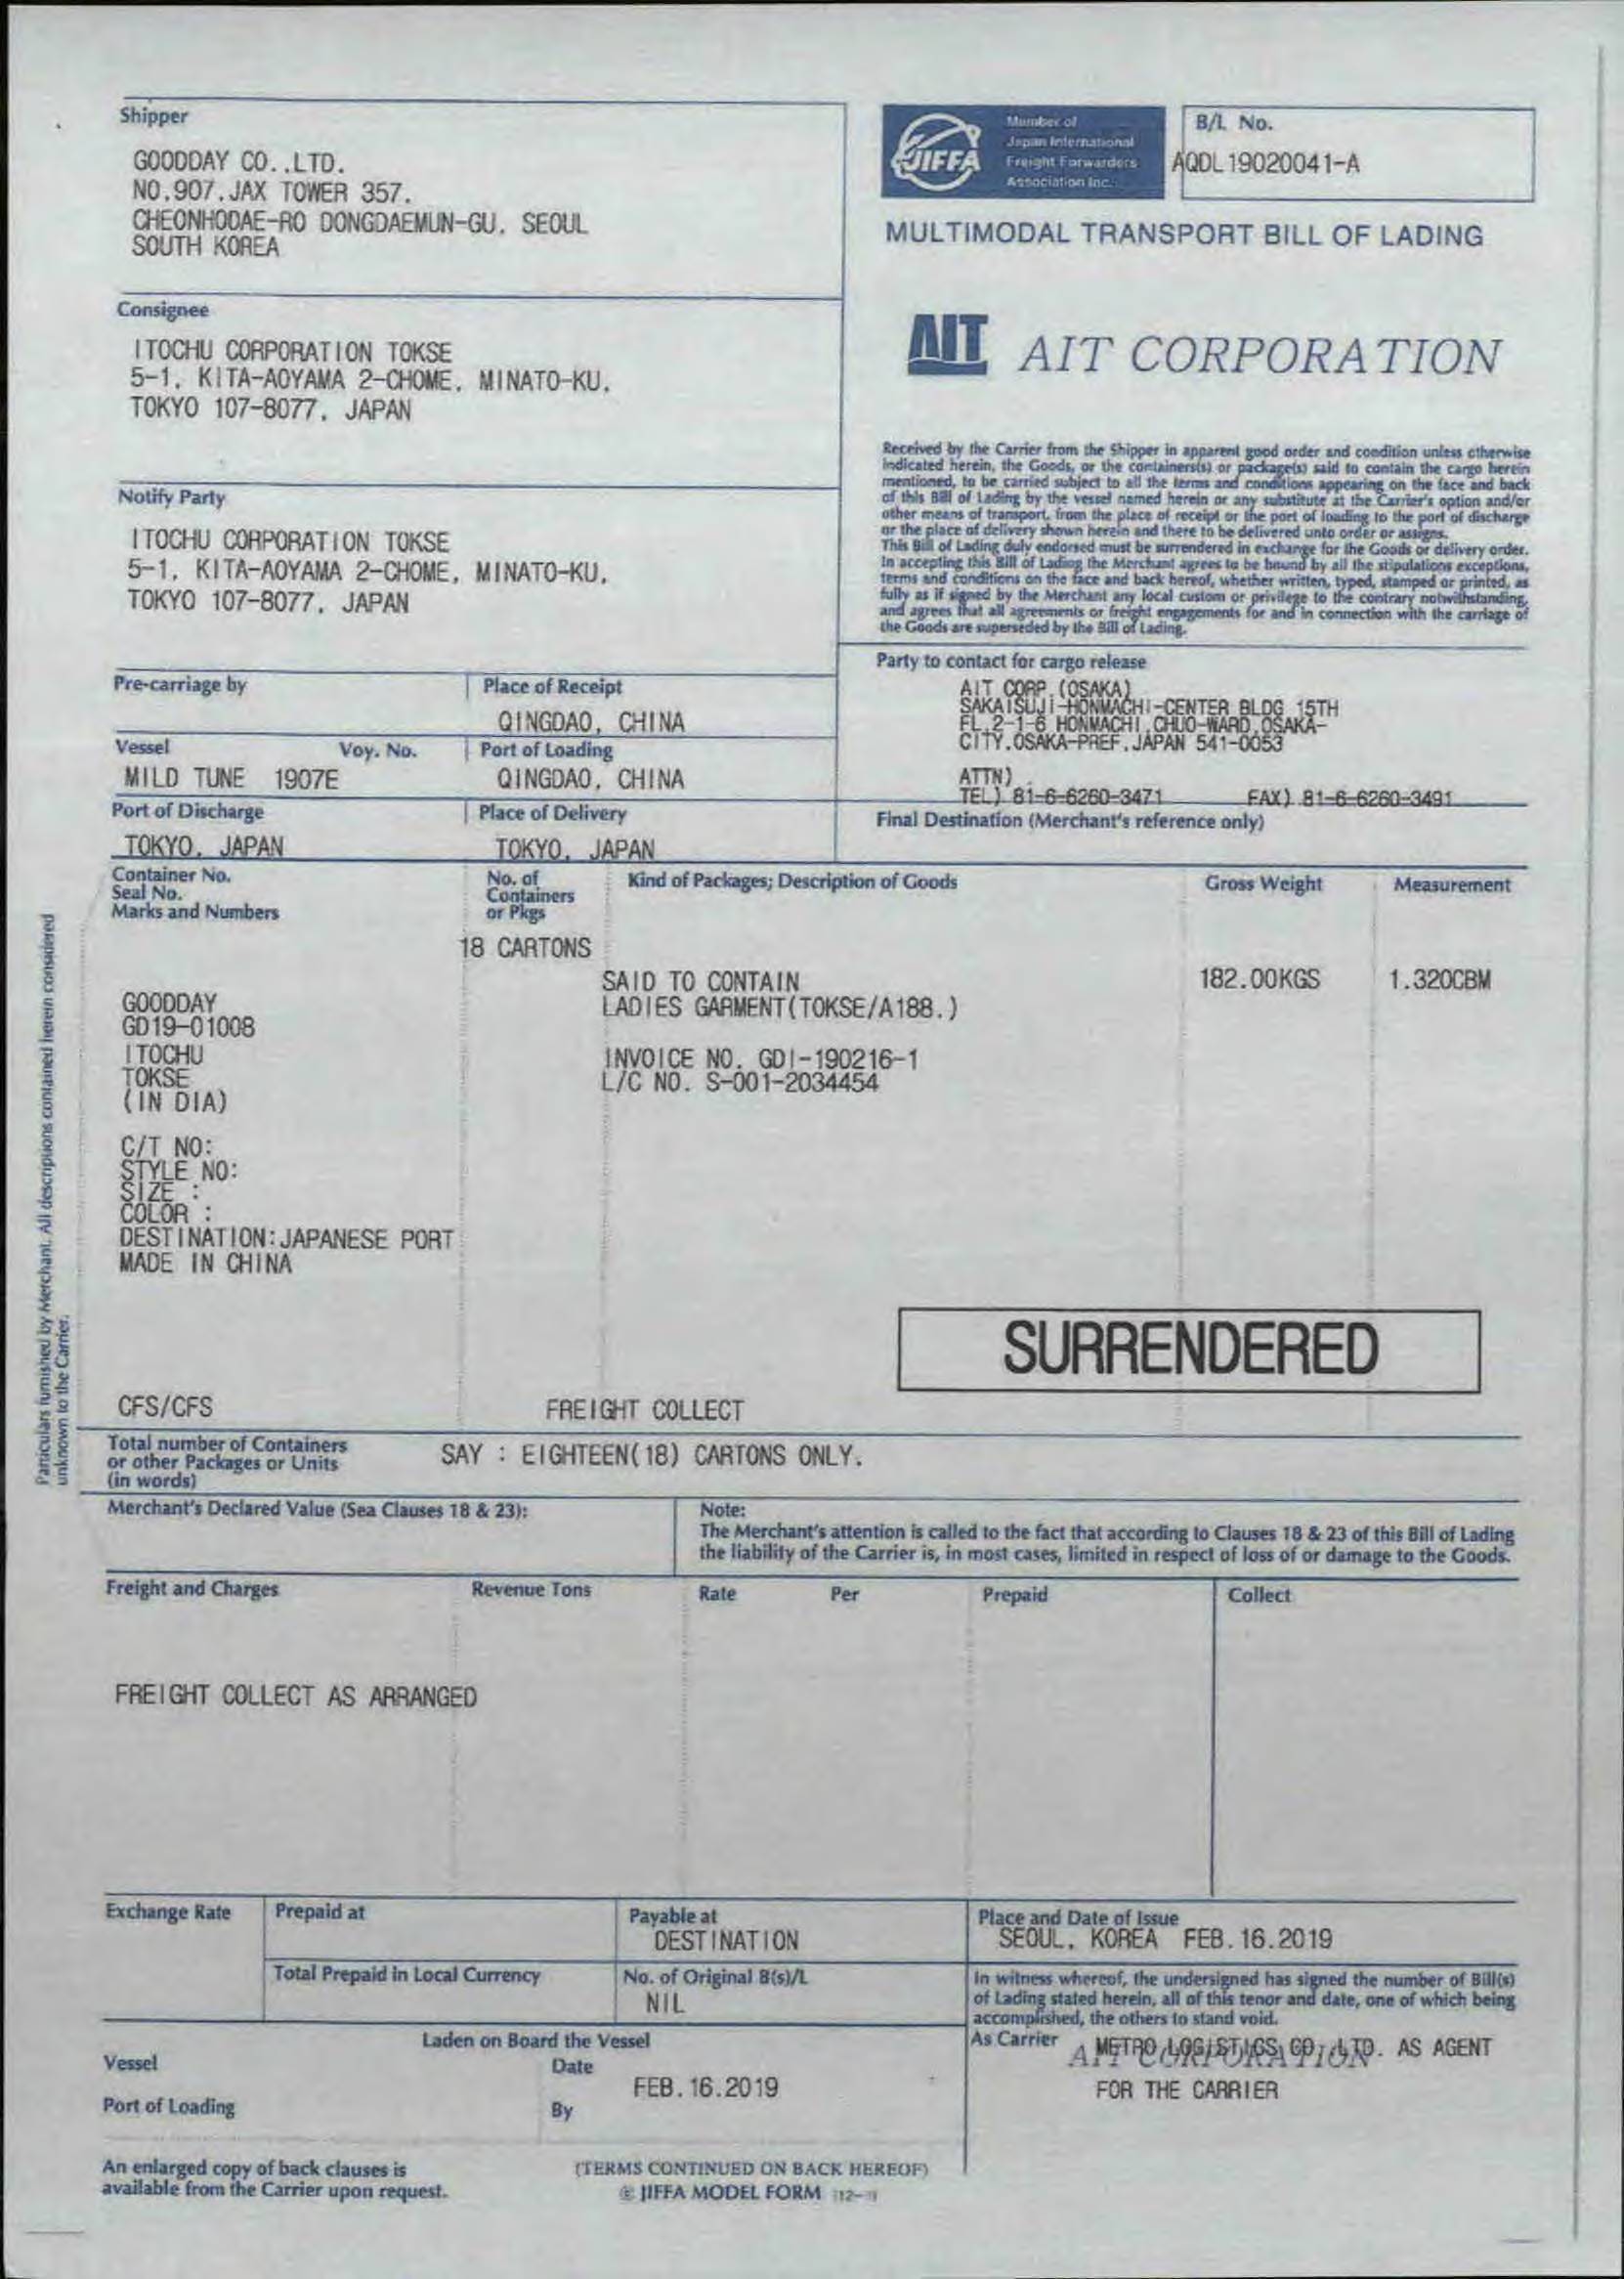 Shipper
GOODDAY CO..LTD.
NO.907.JAX TOWER 357.
CHEONHODAE-RO DONGDAEMUN-GU. SEOUL
SOUTH KOREA
JIFFA
Member of
Japan International
Freight Forwarders
Association Inc.
B/L No.
AQDL19020041-A
MULTIMODAL TRANSPORT BILL OF LADING
Consignee
ITOCHU CORPORATION TOKSE
5-1. KITA-AOYAMA 2-CHOME. MINATO-KU.
TOKYO 107-8077. JAPAN
AIT AIT CORPORATION
Notify Party
ITOCHU CORPORATION TOKSE
5-1. KITA-AOYAMA 2-CHOME. MINATO-KU.
TOKYO 107-8077. JAPAN
Received by the Carrier from the Shipper in apparent good order and condition unless otherwise
indicated herein, the Goods, or the containers(s) or package(s) said to contain the cargo herein
mentioned, to be carried subject to all the terms and conditions appearing on the face and back
of this Bill of Lading by the vessel named herein or any substitute at the Carrier's option and/or
other means of transport, from the place of receipt or the port of loading to the port of discharge
or the place of delivery shown herein and there to be delivered unto order or assigns.
This Bill of Lading duly endorsed must be surrendered in exchange for the Goods or delivery order.
In accepting this Bill of Lading the Merchant agrees to be bound by all the stipulations exceptions,
terms and conditions on the face and back hereof, whether written, typed, stamped or printed, as
fully as if signed by the Merchant any local custom or privilege to the contrary notwithstanding,
and agrees that all agreements or freight engagements for and in connection with the carriage of
the Goods are superseded by the Bill of Lading.
Pre-carriage by
Place of Receipt
QINGDAO, CHINA
Vessel Voy. No.
MILD TUNE 1907E
Port of Loading
QINGDAO, CHINA
Port of Discharge
TOKYO, JAPAN
Place of Delivery
TOKYO, JAPAN
Party to contact for cargo release
AIT CORP.(OSAKA)
SAKAISUJI-HONMACHI-CENTER BLDG 15TH
FL.2-1-6 HONMACHI.CHUO-WARD.OSAKA-
CITY.OSAKA-PREF.JAPAN 541-0053
ATTN)
TEL) 81-6-6260-3471 FAX) 81-6-6260-3491
Final Destination (Merchant's reference only)
Container No.
Seal No.
Marks and Numbers
No. of
Containers
or Pkgs
Kind of Packages; Description of Goods
Gross Weight
Measurement
18 CARTONS
SAID TO CONTAIN 182.00KGS 1.320CBM
LADIES GARMENT(TOKSE/A188.)
INVOICE NO. GDI-190216-1
L/C NO. S-001-2034454
GOODDAY
GD19-01008
ITOCHU
TOKSE
(IN DIA)
C/T NO:
STYLE NO:
SIZE :
COLOR :
DESTINATION:JAPANESE PORT
MADE IN CHINA
SURRENDERED
CFS/CFS FREIGHT COLLECT
Particulars furnished by Merchant. All descriptions contained herein considered
unknown to the Carrier.
Total number of Containers
or other Packages or Units
(in words)
SAY : EIGHTEEN(18) CARTONS ONLY.
Merchant's Declared Value (Sea Clauses 18 & 23):
Note:
The Merchant's attention is called to the fact that according to Clauses 18 & 23 of this Bill of Lading
the liability of the Carrier is, in most cases, limited in respect of loss of or damage to the Goods.
Freight and Charges Revenue Tons Rate Per Prepaid Collect
FREIGHT COLLECT AS ARRANGED
Exchange Rate
Prepaid at
Payable at
DESTINATION
Place and Date of Issue
SEOUL, KOREA FEB.16.2019
Total Prepaid in Local Currency
No. of Original B(s)/L
NIL
In witness whereof, the undersigned has signed the number of Bill(s)
of Lading stated herein, all of this tenor and date, one of which being
accomplished, the others to stand void.
Laden on Board the Vessel
Vessel
Date
FEB.16.2019
Port of Loading
By
As Carrier
AIT CORPORATION
METRO LOGISTICS CO.,LTD. AS AGENT
FOR THE CARRIER
An enlarged copy of back clauses is
available from the Carrier upon request.
(TERMS CONTINUED ON BACK HEREOF)
JIFFA MODEL FORM